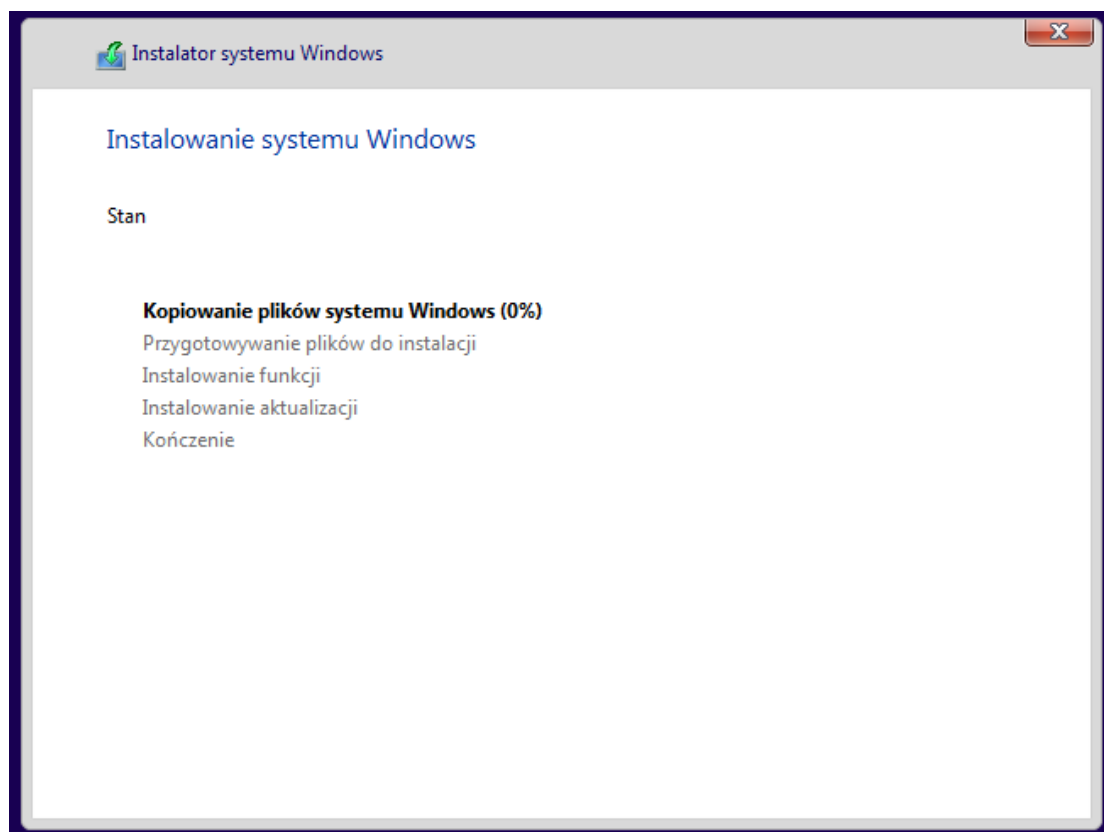 Instalator systemu Windows
Instalowanie systemu Windows
Stan
Kopiowanie plików systemu Windows (0%)
Przygotowywanie plików do instalacji
Instalowanie funkcji
Instalowanie aktualizacji
Kończenie